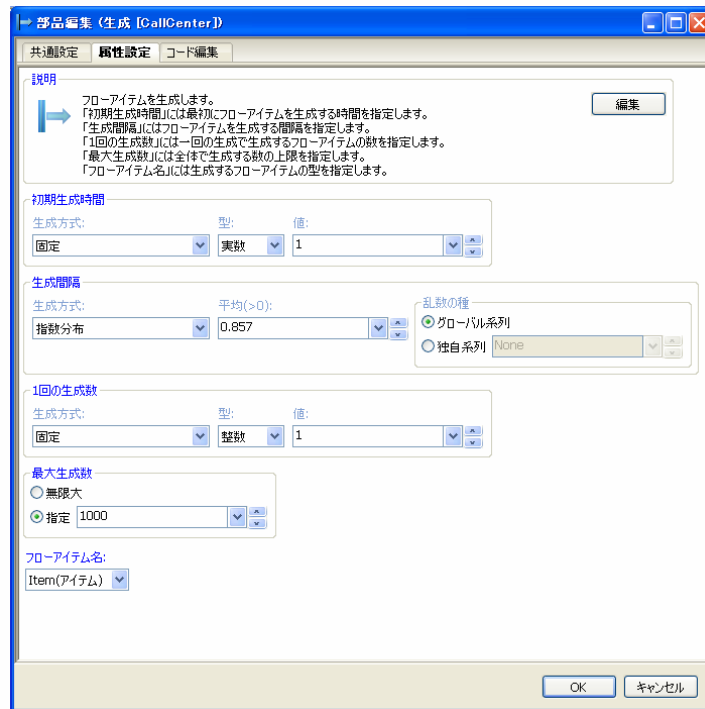 部品編集 (生成 [CallCenter])
共通設定 属性設定 コード編集
説明
フローアイテムを生成します。
「初期生成時間」には最初にフローアイテムを生成する時間を指定します。
「生成間隔」にはフローアイテムを生成する間隔を指定します。
「1回の生成数」には一回の生成で生成するフローアイテムの数を指定します。
「最大生成数」には全体で生成する数の上限を指定します。
「フローアイテム名」には生成するフローアイテムの型を指定します。
編集
初期生成時間
生成方式: 型: 値:
固定 実数 1
生成間隔
生成方式: 平均(>0):
指数分布 0.857
乱数の種
グローバル系列
独自系列 None
1回の生成数
生成方式: 型: 値:
固定 整数 1
最大生成数
無限大
指定 1000
フローアイテム名:
Item(アイテム)
OK キャンセル